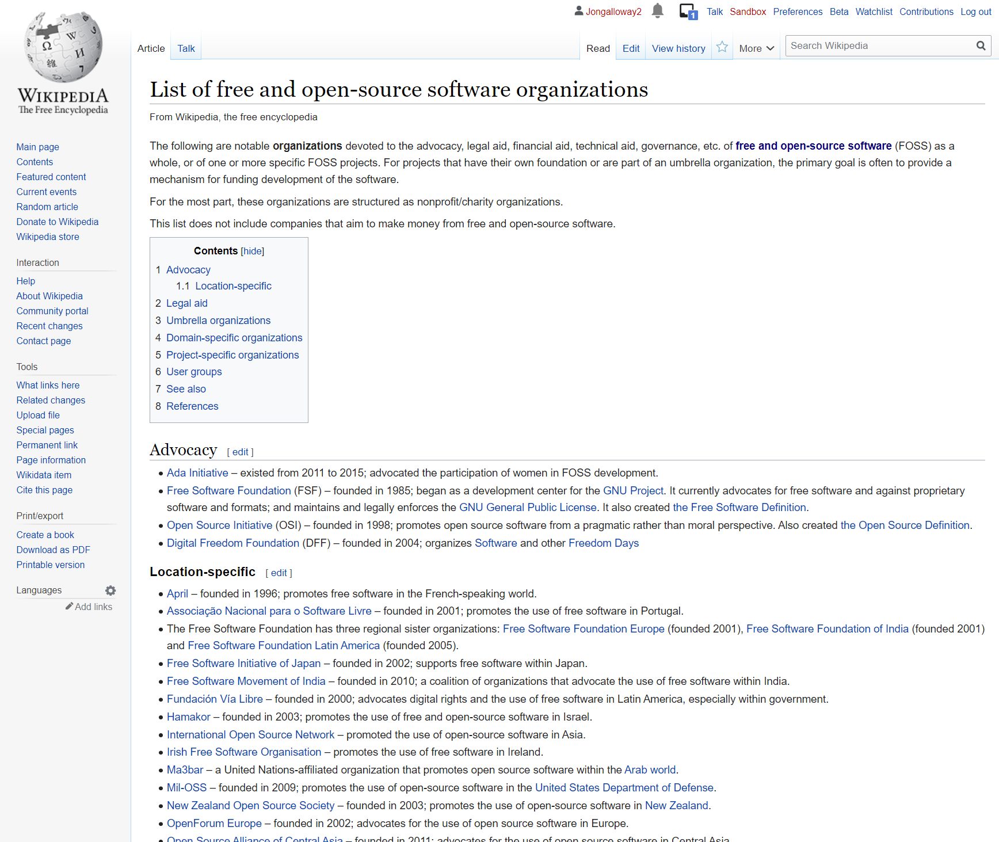 Jongalloway2 1 Talk Sandbox Preferences Beta Watchlist Contributions Log out
Article Talk Read Edit View history More Search Wikipedia
WIKIPEDIA
The Free Encyclopedia
Main page
Contents
Featured content
Current events
Random article
Donate to Wikipedia
Wikipedia store
Interaction
Help
About Wikipedia
Community portal
Recent changes
Contact page
Tools
What links here
Related changes
Upload file
Special pages
Permanent link
Page information
Wikidata item
Cite this page
Print/export
Create a book
Download as PDF
Printable version
Languages
Add links
List of free and open-source software organizations
From Wikipedia, the free encyclopedia
The following are notable organizations devoted to the advocacy, legal aid, financial aid, technical aid, governance, etc. of free and open-source software (FOSS) as a
whole, or of one or more specific FOSS projects. For projects that have their own foundation or are part of an umbrella organization, the primary goal is often to provide a
mechanism for funding development of the software.
For the most part, these organizations are structured as nonprofit/charity organizations.
This list does not include companies that aim to make money from free and open-source software.
Contents [hide]
1 Advocacy
1.1 Location-specific
2 Legal aid
3 Umbrella organizations
4 Domain-specific organizations
5 Project-specific organizations
6 User groups
7 See also
8 References
Advocacy [ edit ]
• Ada Initiative – existed from 2011 to 2015; advocated the participation of women in FOSS development.
• Free Software Foundation (FSF) – founded in 1985; began as a development center for the GNU Project. It currently advocates for free software and against proprietary
software and formats; and maintains and legally enforces the GNU General Public License. It also created the Free Software Definition.
• Open Source Initiative (OSI) – founded in 1998; promotes open source software from a pragmatic rather than moral perspective. Also created the Open Source Definition.
• Digital Freedom Foundation (DFF) – founded in 2004; organizes Software and other Freedom Days
Location-specific [ edit ]
• April – founded in 1996; promotes free software in the French-speaking world.
• Associação Nacional para o Software Livre – founded in 2001; promotes the use of free software in Portugal.
• The Free Software Foundation has three regional sister organizations: Free Software Foundation Europe (founded 2001), Free Software Foundation of India (founded 2001)
and Free Software Foundation Latin America (founded 2005).
• Free Software Initiative of Japan – founded in 2002; supports free software within Japan.
• Free Software Movement of India – founded in 2010; a coalition of organizations that advocate the use of free software within India.
• Fundación Vía Libre – founded in 2000; advocates digital rights and the use of free software in Latin America, especially within government.
• Hamakor – founded in 2003; promotes the use of free and open-source software in Israel.
• International Open Source Network – promoted the use of open-source software in Asia.
• Irish Free Software Organisation – promotes the use of free software in Ireland.
• Ma3bar – a United Nations-affiliated organization that promotes open source software within the Arab world.
• Mil-OSS – founded in 2009; promotes the use of open-source software in the United States Department of Defense.
• New Zealand Open Source Society – founded in 2003; promotes the use of open-source software in New Zealand.
• OpenForum Europe – founded in 2002; advocates for the use of open source software in Europe.
• Open Source Alliance of Central Asia – founded in 2011; advocates for the use of open source software in Central Asia